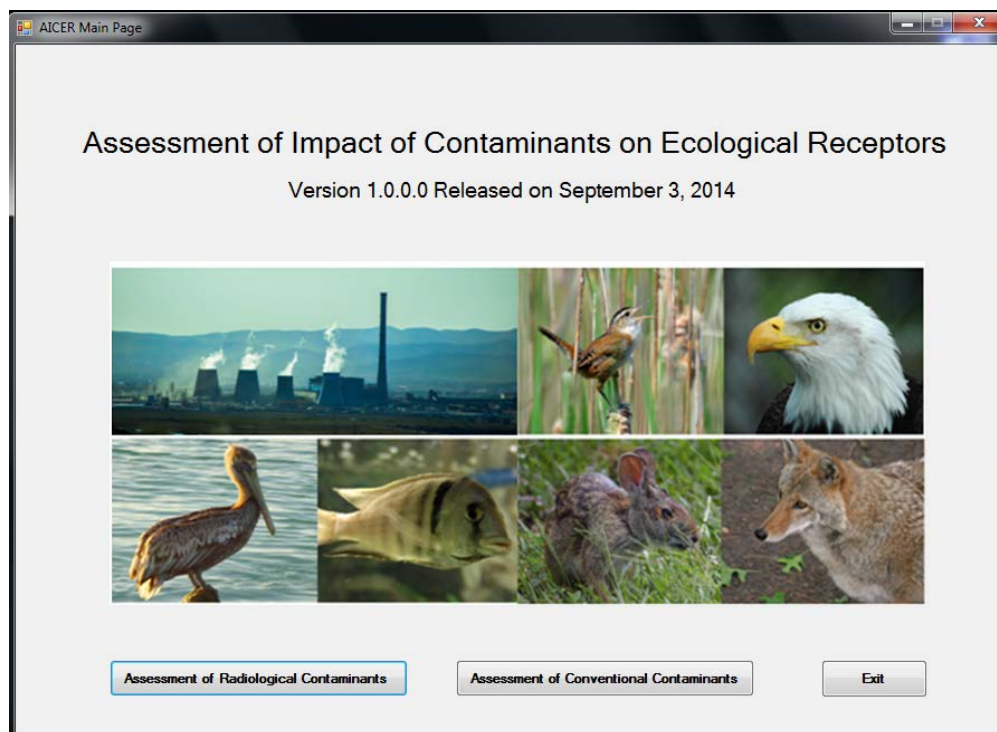 AICER Main Page
Assessment of Impact of Contaminants on Ecological Receptors
Version 1.0.0.0 Released on September 3, 2014
Assessment of Radiological Contaminants
Assessment of Conventional Contaminants
Exit